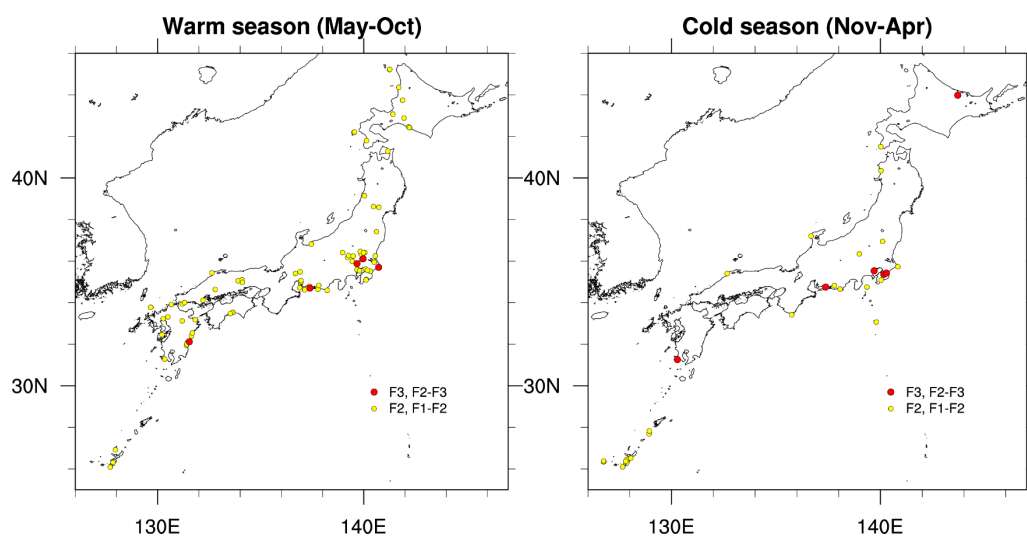 Warm season (May-Oct)
Cold season (Nov-Apr)
40N
40N
30N
30N
F3, F2-F3
F2, F1-F2
F3, F2-F3
F2, F1-F2
130E
140E
130E
140E